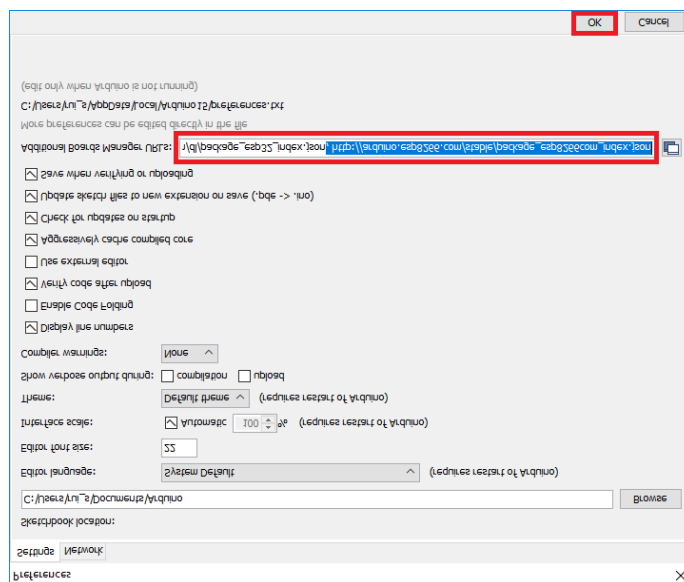 Preferences
Settings Network
Sketchbook location:
C:\Users\rui_s\Documents\Arduino Browse
Editor language: System Default (requires restart of Arduino)
Editor font size: 22
Interface scale: Automatic 100 % (requires restart of Arduino)
Theme: Default theme (requires restart of Arduino)
Show verbose output during: compilation upload
Compiler warnings: None
Display line numbers
Enable Code Folding
Verify code after upload
Use external editor
Aggressively cache compiled core
Check for updates on startup
Update sketch files to new extension on save (.pde -> .ino)
Save when verifying or uploading
Additional Boards Manager URLs: n/dl/package_esp32_index.json, http://arduino.esp8266.com/stable/package_esp8266com_index.json
More preferences can be edited directly in the file
C:\Users\rui_s\AppData\Local\Arduino15\preferences.txt
(edit only when Arduino is not running)
OK Cancel